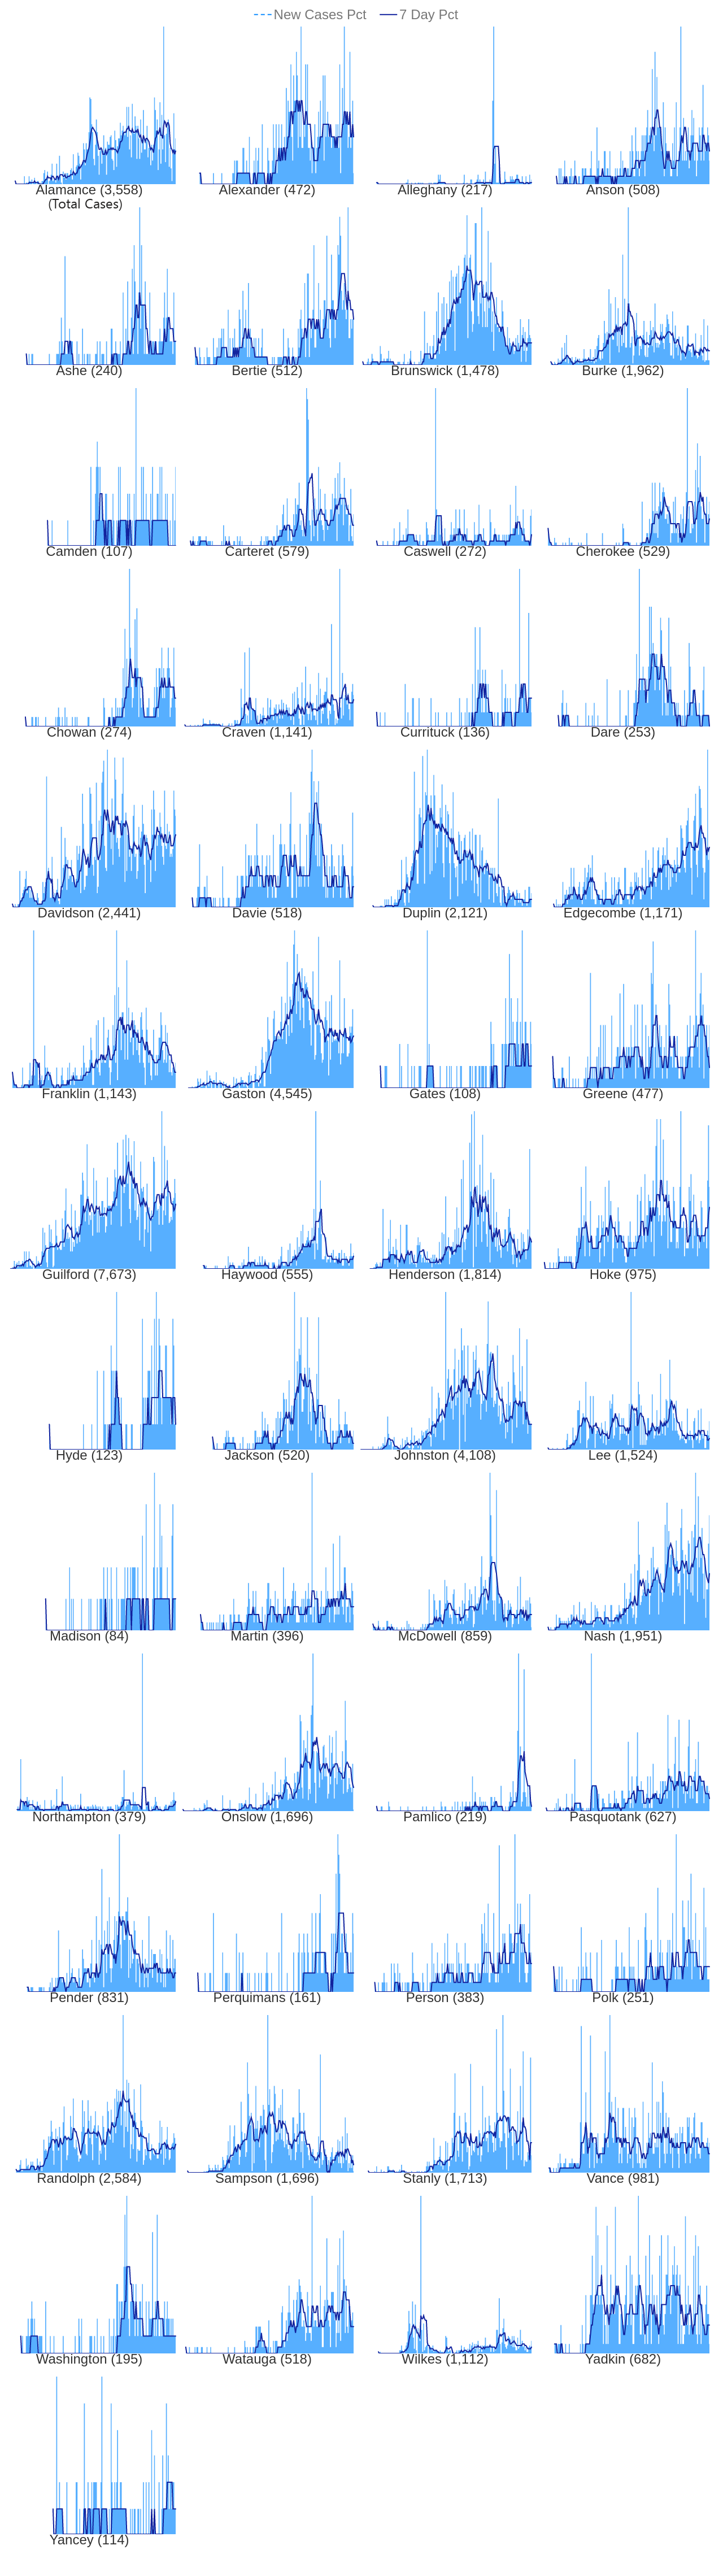 New Cases Pct 7 Day Pct
Alamance (3,558) Alexander (472) Alleghany (217) Anson (508)
(Total Cases)
Ashe (240) Bertie (512) Brunswick (1,478) Burke (1,962)
Camden (107) Carteret (579) Caswell (272) Cherokee (529)
Chowan (274) Craven (1,141) Currituck (136) Dare (253)
Davidson (2,441) Davie (518) Duplin (2,121) Edgecombe (1,171)
Franklin (1,143) Gaston (4,545) Gates (108) Greene (477)
Guilford (7,673) Haywood (555) Henderson (1,814) Hoke (975)
Hyde (123) Jackson (520) Johnston (4,108) Lee (1,524)
Madison (84) Martin (396) McDowell (859) Nash (1,951)
Northampton (379) Onslow (1,696) Pamlico (219) Pasquotank (627)
Pender (831) Perquimans (161) Person (383) Polk (251)
Randolph (2,584) Sampson (1,696) Stanly (1,713) Vance (981)
Washington (195) Watauga (518) Wilkes (1,112) Yadkin (682)
Yancey (114)